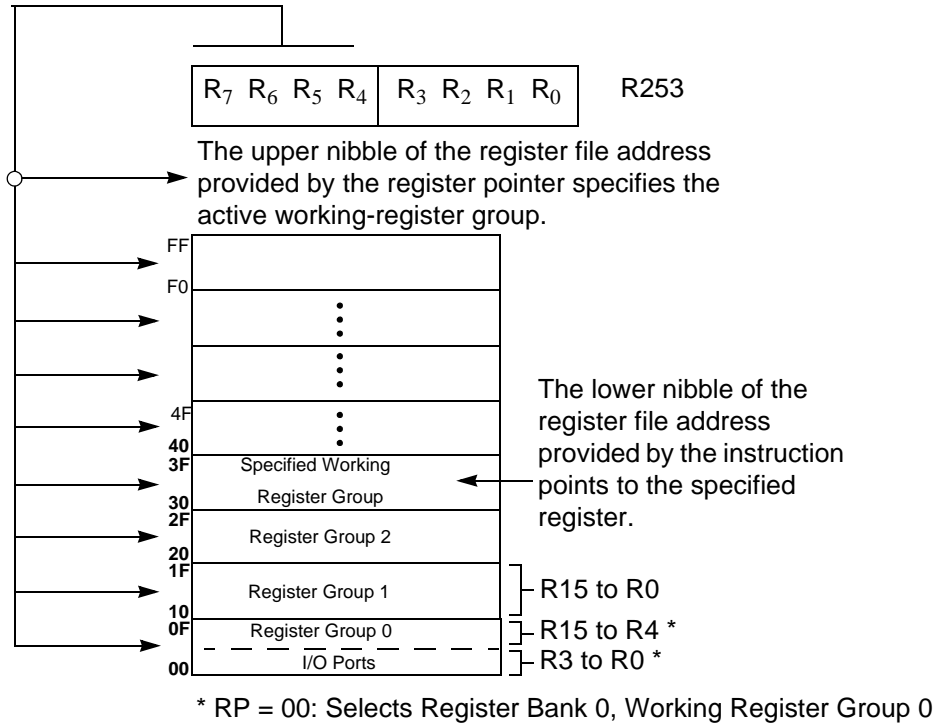 R₇ R₆ R₅ R₄ R₃ R₂ R₁ R₀ R253
The upper nibble of the register file address
provided by the register pointer specifies the
active working-register group.
FF
F0
4F
40
3F
Specified Working
Register Group
30
The lower nibble of the
register file address
provided by the instruction
points to the specified
register.
2F
Register Group 2
20
1F
Register Group 1
R15 to R0
10
0F
Register Group 0
R15 to R4 *
I/O Ports
R3 to R0 *
00
* RP = 00: Selects Register Bank 0, Working Register Group 0